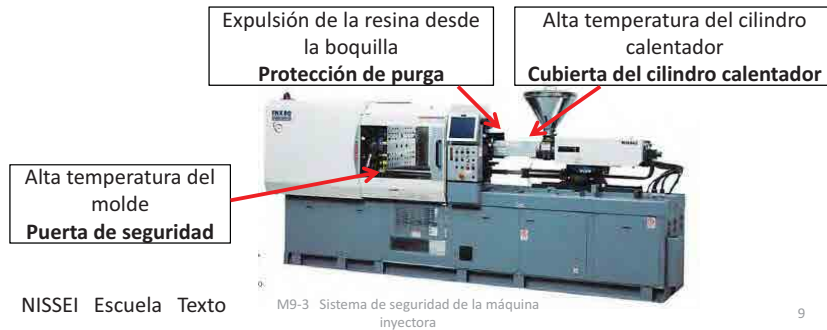 Expulsión de la resina desde
la boquilla
Protección de purga
Alta temperatura del cilindro
calentador
Cubierta del cilindro calentador
Alta temperatura del
molde
Puerta de seguridad
NISSEI
NISSEI Escuela Texto
M9-3 Sistema de seguridad de la máquina
inyectora
9